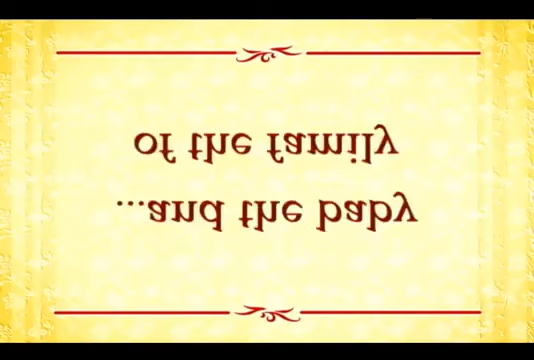 ...and the baby
of the family